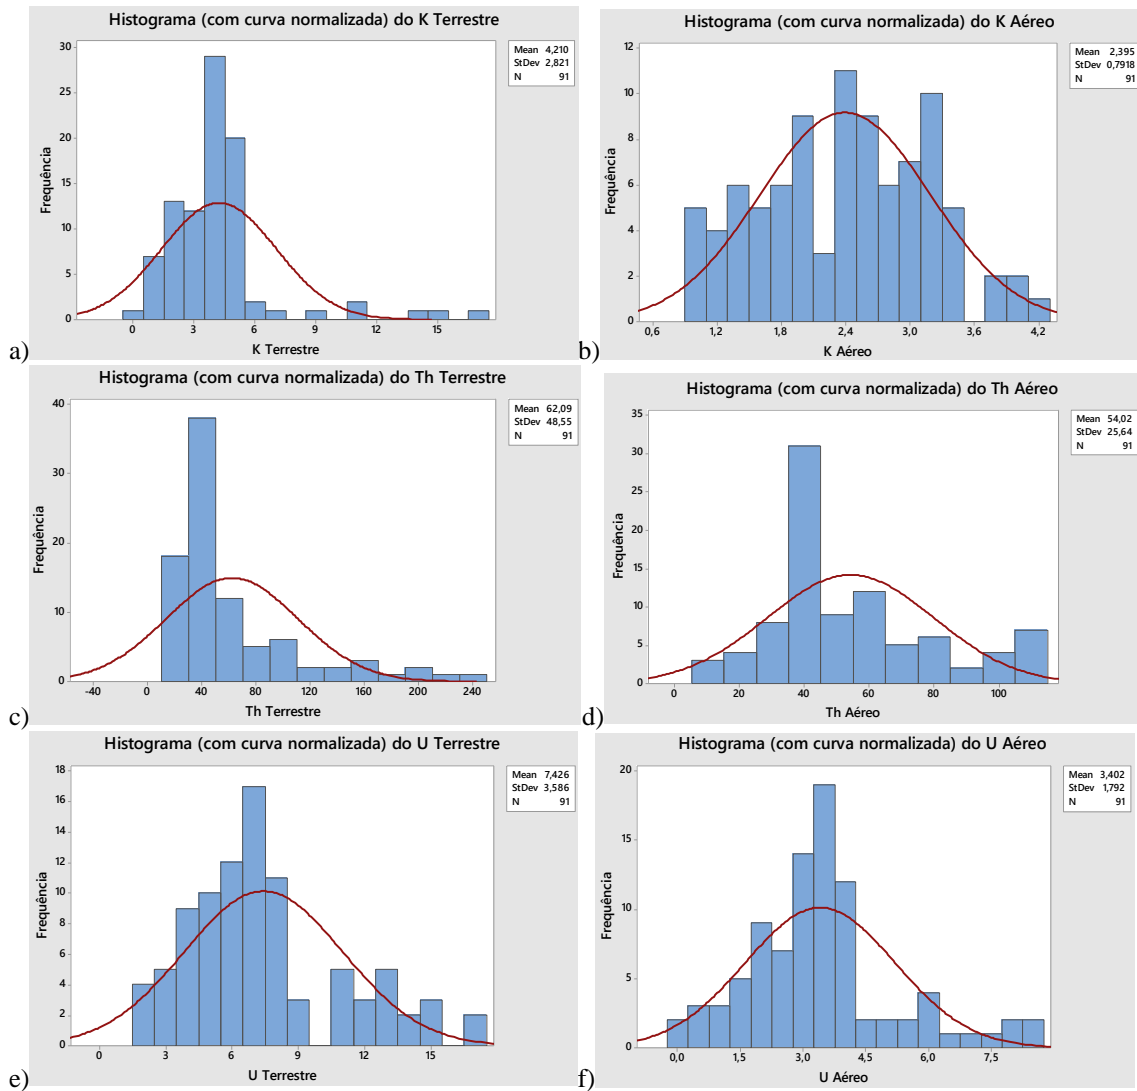 Histograma (com curva normalizada) do K Terrestre
Mean 4,210
StDev 2,821
N 91
30
25
20
15
10
5
0
Frequência
0 3 6 9 12 15
K Terrestre
a)
Histograma (com curva normalizada) do K Aéreo
Mean 2,395
StDev 0,7918
N 91
12
10
8
6
4
2
0
Frequência
0,6 1,2 1,8 2,4 3,0 3,6 4,2
K Aéreo
b)
Histograma (com curva normalizada) do Th Terrestre
Mean 62,09
StDev 48,55
N 91
40
30
20
10
0
Frequência
-40 0 40 80 120 160 200 240
Th Terrestre
c)
Histograma (com curva normalizada) do Th Aéreo
Mean 54,02
StDev 25,64
N 91
35
30
25
20
15
10
5
0
Frequência
0 20 40 60 80 100
Th Aéreo
d)
Histograma (com curva normalizada) do U Terrestre
Mean 7,426
StDev 3,586
N 91
18
16
14
12
10
8
6
4
2
0
Frequência
0 3 6 9 12 15
U Terrestre
e)
Histograma (com curva normalizada) do U Aéreo
Mean 3,402
StDev 1,792
N 91
20
15
10
5
0
Frequência
0,0 1,5 3,0 4,5 6,0 7,5
U Aéreo
f)